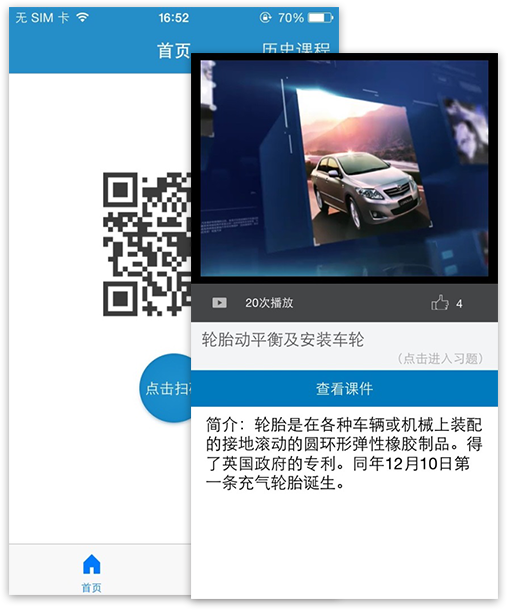 无 SIM 卡
16:52
70%
首页
历史课程
点击扫
首页
20次播放
4
轮胎动平衡及安装车轮
(点击进入习题)
查看课件
简介：轮胎是在各种车辆或机械上装配
的接地滚动的圆环形弹性橡胶制品。得
了英国政府的专利。同年12月10日第
一条充气轮胎诞生。